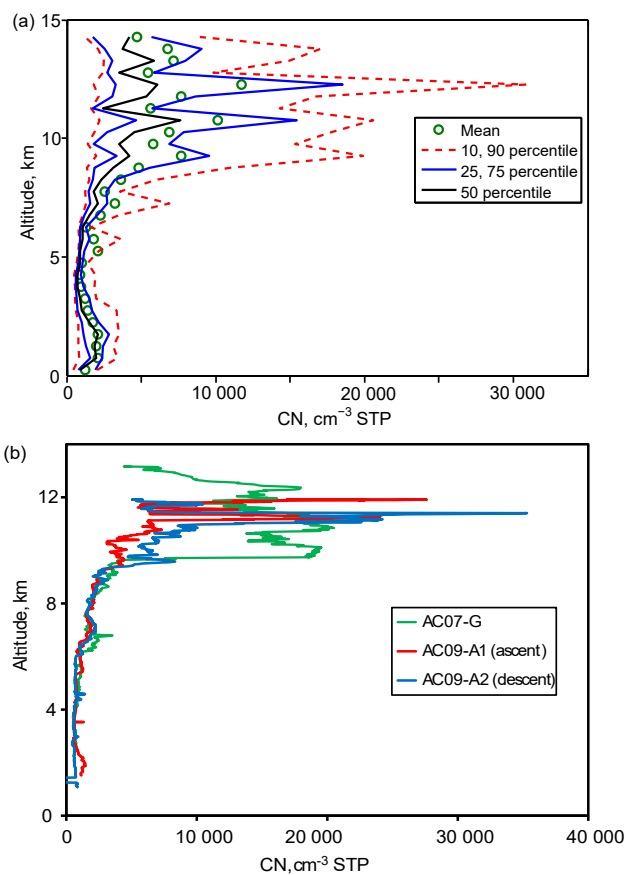 (a)
15
10
5
0
Altitude, km
Mean
10, 90 percentile
25, 75 percentile
50 percentile
0 10 000 20 000 30 000
CN, cm⁻³ STP
(b)
12
8
4
0
Altitude, km
AC07-G
AC09-A1 (ascent)
AC09-A2 (descent)
0 10 000 20 000 30 000 40 000
CN, cm⁻³ STP